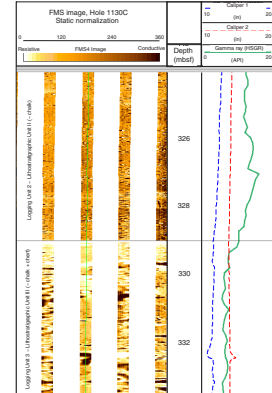 FMS image, Hole 1130C
Static normalization
0 180 360
Resistive FMS4 Image Conductive
Depth
(mbsf)
Caliper 1
10 20
(in)
Caliper 2
10 20
(in)
Gamma ray (HSGR)
0 20
(API)
Logging Unit 2 – Lithostratigraphic Unit II (~chalk)
326
328
330
332
Logging Unit 3 – Lithostratigraphic Unit III (~chalk + chert)